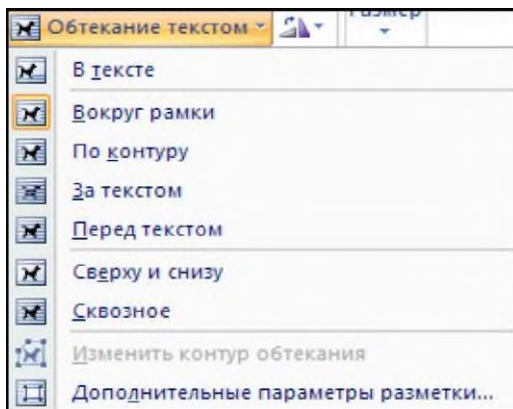 Обтекание текстом
Размер
В тексте
Вокруг рамки
По контуру
За текстом
Перед текстом
Сверху и снизу
Сквозное
Изменить контур обтекания
Дополнительные параметры разметки...